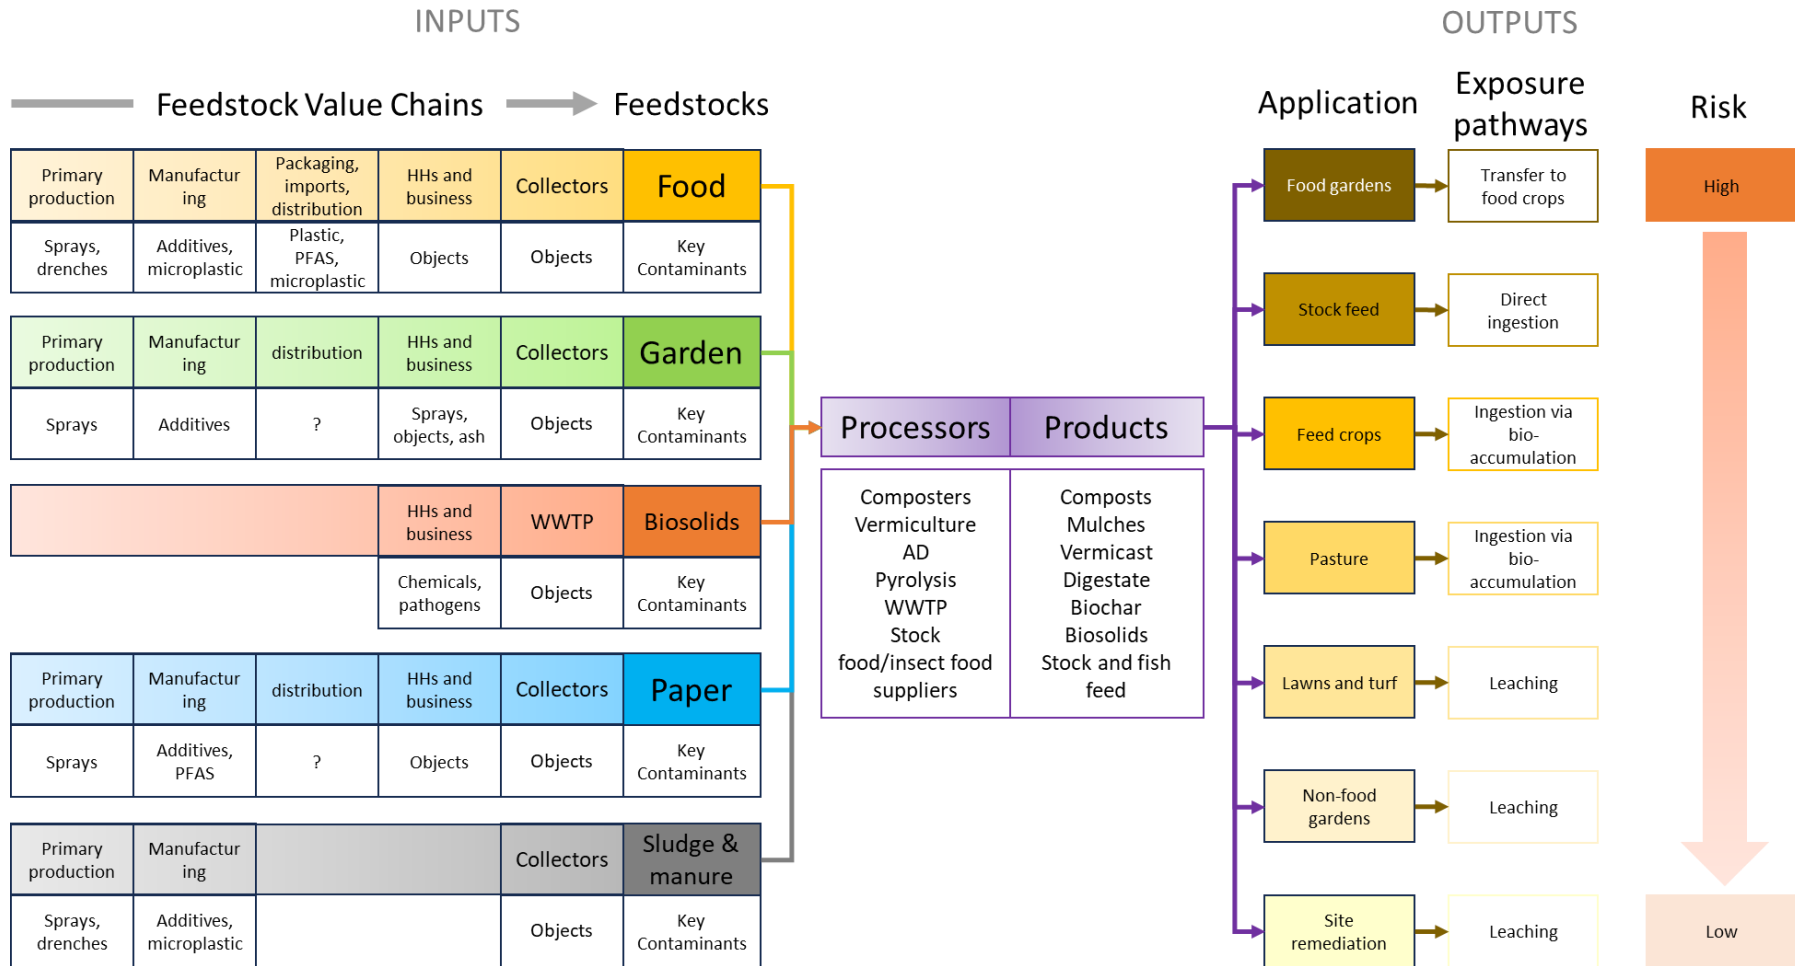 INPUTS
OUTPUTS
Feedstock Value Chains
Feedstocks
Application
Exposure
pathways
Risk
Primary
production
Manufactur
ing
Packaging,
imports,
distribution
HHs and
business
Collectors
Food
Sprays,
drenches
Additives,
microplastic
Plastic,
PFAS,
microplastic
Objects
Objects
Key
Contaminants
Primary
production
Manufactur
ing
distribution
HHs and
business
Collectors
Garden
Sprays
Additives
?
Sprays,
objects, ash
Objects
Key
Contaminants
HHs and
business
WWTP
Biosolids
Chemicals,
pathogens
Objects
Key
Contaminants
Primary
production
Manufactur
ing
distribution
HHs and
business
Collectors
Paper
Sprays
Additives,
PFAS
?
Objects
Objects
Key
Contaminants
Primary
production
Manufactur
ing
Collectors
Sludge &
manure
Sprays,
drenches
Additives,
microplastic
Objects
Key
Contaminants
Processors
Products
Composters
Vermiculture
AD
Pyrolysis
WWTP
Stock
food/insect food
suppliers
Composts
Mulches
Vermicast
Digestate
Biochar
Biosolids
Stock and fish
feed
Food gardens
Transfer to
food crops
High
Stock feed
Direct
ingestion
Feed crops
Ingestion via
bio-
accumulation
Pasture
Ingestion via
bio-
accumulation
Lawns and turf
Leaching
Non-food
gardens
Leaching
Site
remediation
Leaching
Low